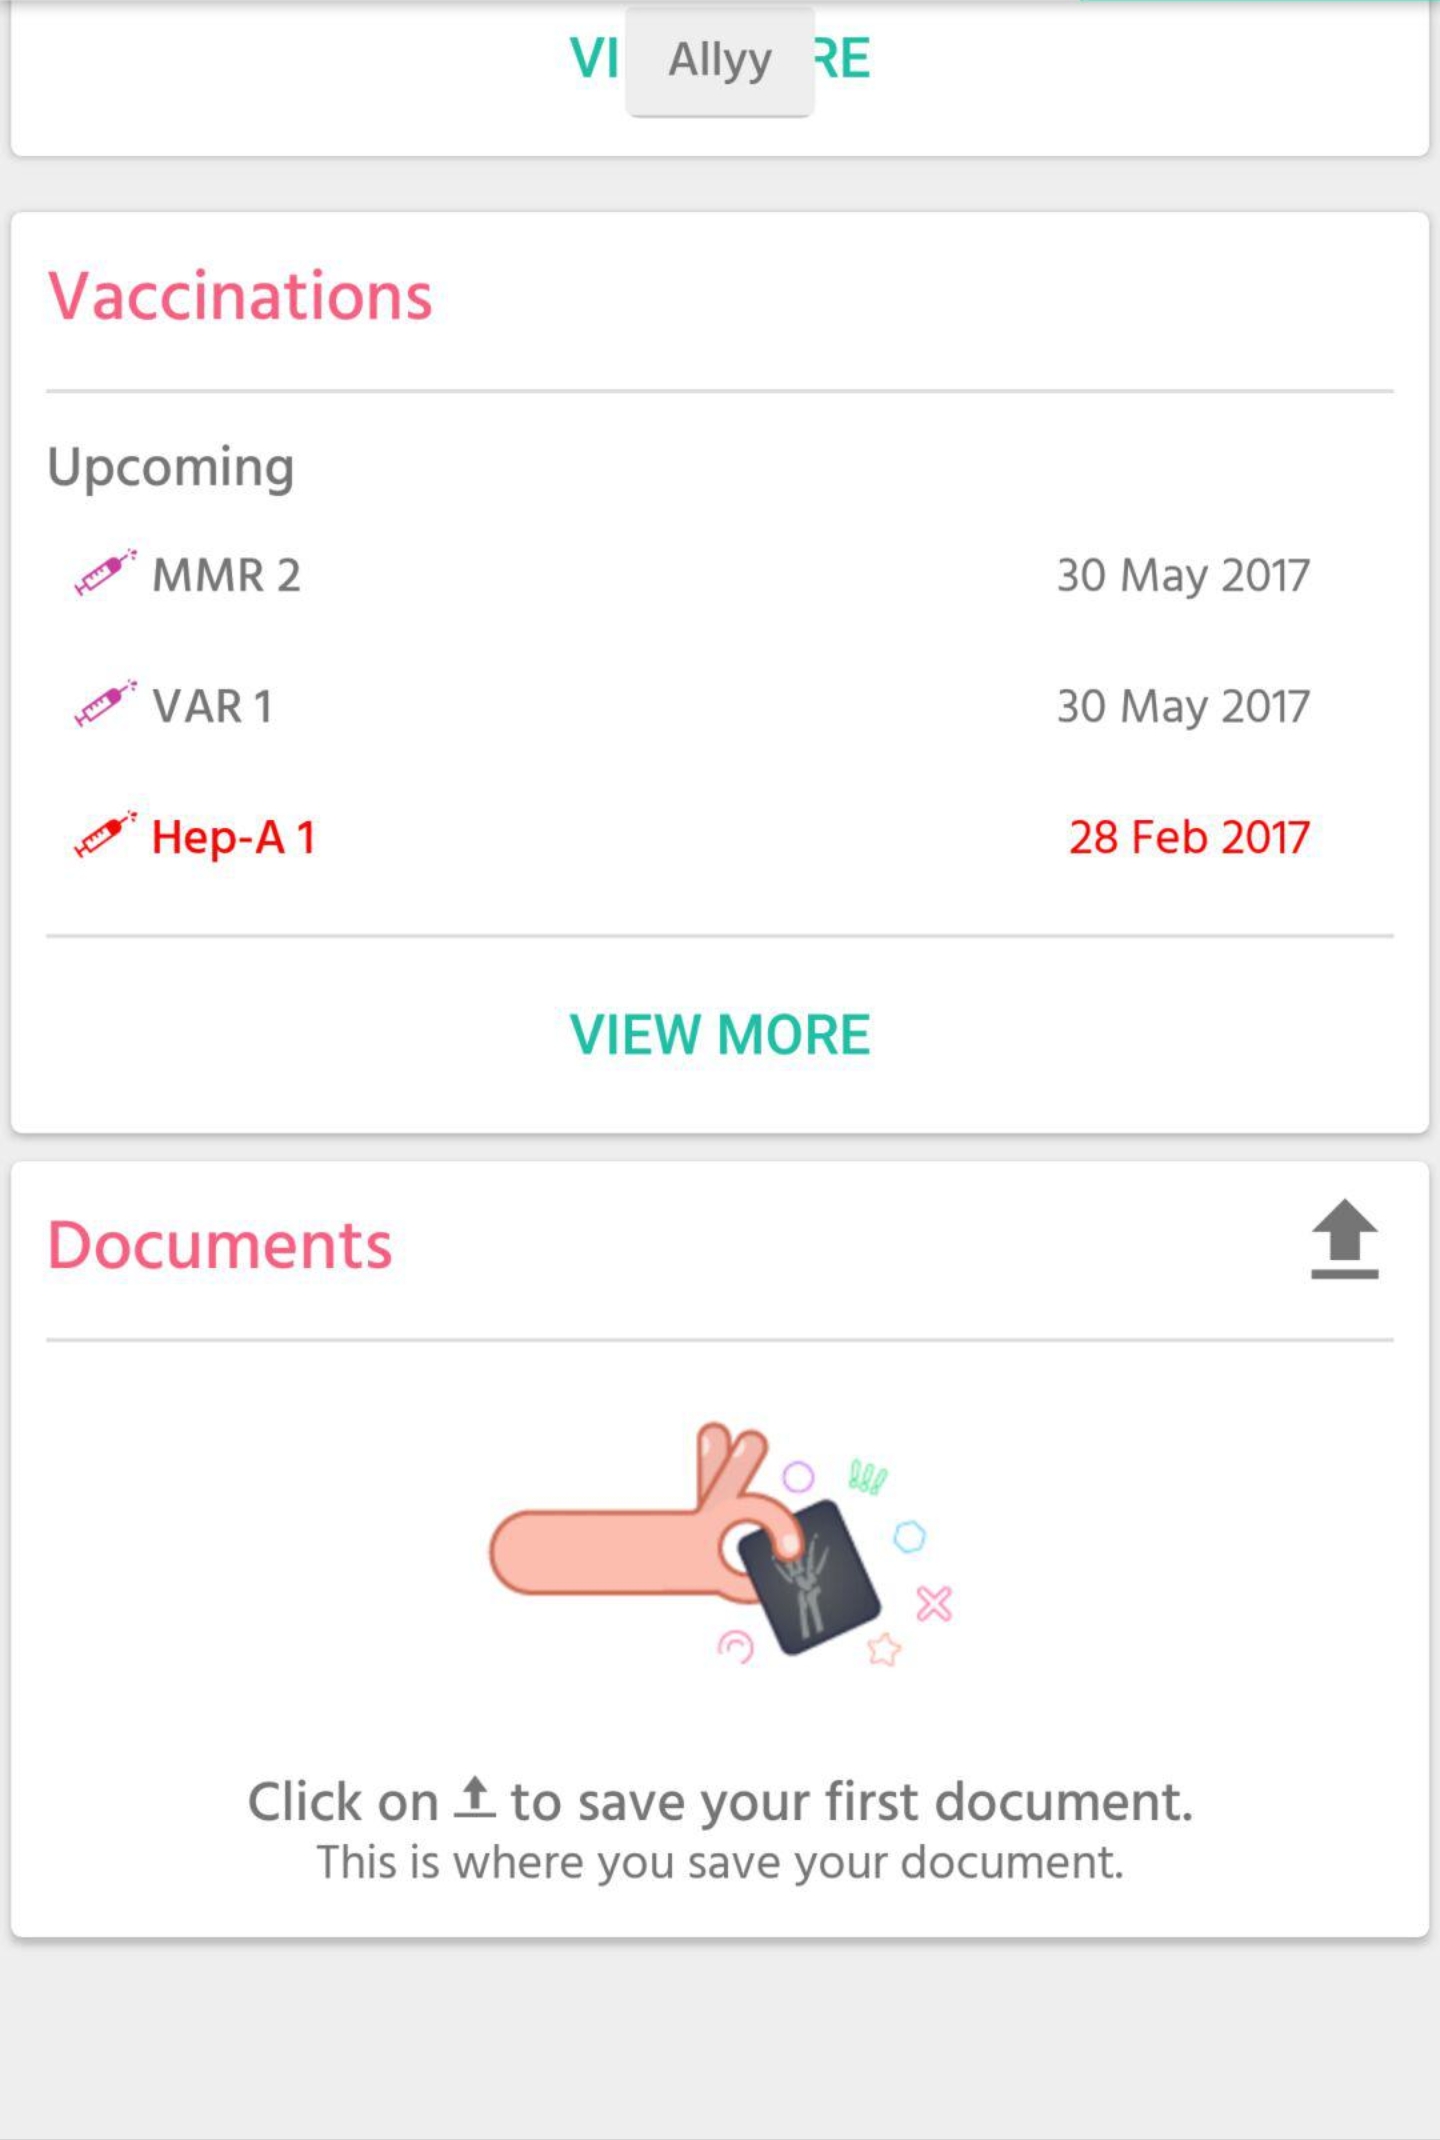 VI Allyy RE
Vaccinations
Upcoming
MMR 2 30 May 2017
VAR 1 30 May 2017
Hep-A 1 28 Feb 2017
VIEW MORE
Documents
Click on to save your first document.
This is where you save your document.